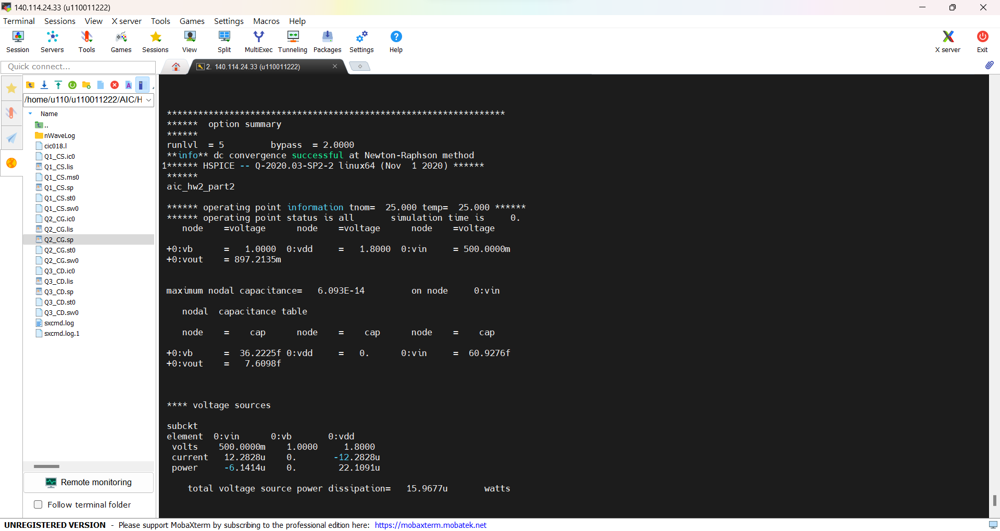 140.114.24.33 (u110011222)
Terminal Sessions View X server Tools Games Settings Macros Help
Session Servers Tools Games Sessions View Split MultiExec Tunneling Packages Settings Help X server Exit
Quick connect...
2. 140.114.24.33 (u110011222)
/home/u110/u110011222/AIC/H
Name
..
nWaveLog
cic018.l
Q1_CS.ic0
Q1_CS.lis
Q1_CS.ms0
Q1_CS.sp
Q1_CS.st0
Q1_CS.sw0
Q2_CG.ic0
Q2_CG.lis
Q2_CG.sp
Q2_CG.st0
Q2_CG.sw0
Q3_CD.ic0
Q3_CD.lis
Q3_CD.sp
Q3_CD.st0
Q3_CD.sw0
sxcmd.log
sxcmd.log.1
Remote monitoring
Follow terminal folder
*****************************************************************
****** option summary
******
runlvl = 5 bypass = 2.0000
**info** dc convergence successful at Newton-Raphson method
1****** HSPICE -- Q-2020.03-SP2-2 linux64 (Nov 1 2020) ******
******
aic_hw2_part2
****** operating point information tnom= 25.000 temp= 25.000 ******
****** operating point status is all simulation time is 0.
node =voltage node =voltage node =voltage
+0:vb = 1.0000 0:vdd = 1.8000 0:vin = 500.0000m
+0:vout = 897.2135m
maximum nodal capacitance= 6.093E-14 on node 0:vin
nodal capacitance table
node = cap node = cap node = cap
+0:vb = 36.2225f 0:vdd = 0. 0:vin = 60.9276f
+0:vout = 7.6098f
**** voltage sources
subckt
element 0:vin 0:vb 0:vdd
volts 500.0000m 1.0000 1.8000
current 12.2828u 0. -12.2828u
power -6.1414u 0. 22.1091u
total voltage source power dissipation= 15.9677u watts
UNREGISTERED VERSION - Please support MobaXterm by subscribing to the professional edition here: https://mobaxterm.mobatek.net